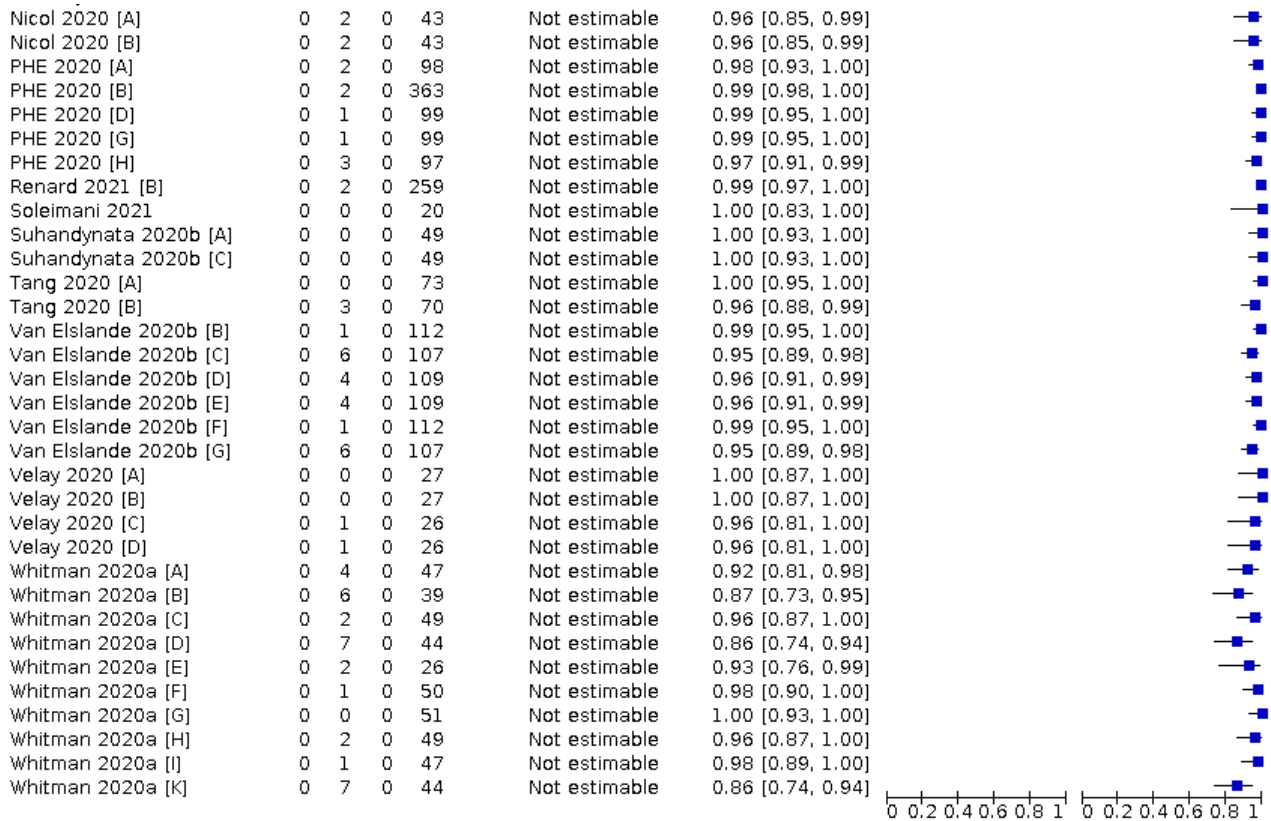 Nicol 2020 [A] 0 2 0 43 Not estimable 0.96 [0.85, 0.99]
Nicol 2020 [B] 0 2 0 43 Not estimable 0.96 [0.85, 0.99]
PHE 2020 [A] 0 2 0 98 Not estimable 0.98 [0.93, 1.00]
PHE 2020 [B] 0 2 0 363 Not estimable 0.99 [0.98, 1.00]
PHE 2020 [D] 0 1 0 99 Not estimable 0.99 [0.95, 1.00]
PHE 2020 [G] 0 1 0 99 Not estimable 0.99 [0.95, 1.00]
PHE 2020 [H] 0 3 0 97 Not estimable 0.97 [0.91, 0.99]
Renard 2021 [B] 0 2 0 259 Not estimable 0.99 [0.97, 1.00]
Soleimani 2021 0 0 0 20 Not estimable 1.00 [0.83, 1.00]
Suhandynata 2020b [A] 0 0 0 49 Not estimable 1.00 [0.93, 1.00]
Suhandynata 2020b [C] 0 0 0 49 Not estimable 1.00 [0.93, 1.00]
Tang 2020 [A] 0 0 0 73 Not estimable 1.00 [0.95, 1.00]
Tang 2020 [B] 0 3 0 70 Not estimable 0.96 [0.88, 0.99]
Van Elslande 2020b [B] 0 1 0 112 Not estimable 0.99 [0.95, 1.00]
Van Elslande 2020b [C] 0 6 0 107 Not estimable 0.95 [0.89, 0.98]
Van Elslande 2020b [D] 0 4 0 109 Not estimable 0.96 [0.91, 0.99]
Van Elslande 2020b [E] 0 4 0 109 Not estimable 0.96 [0.91, 0.99]
Van Elslande 2020b [F] 0 1 0 112 Not estimable 0.99 [0.95, 1.00]
Van Elslande 2020b [G] 0 6 0 107 Not estimable 0.95 [0.89, 0.98]
Velay 2020 [A] 0 0 0 27 Not estimable 1.00 [0.87, 1.00]
Velay 2020 [B] 0 0 0 27 Not estimable 1.00 [0.87, 1.00]
Velay 2020 [C] 0 1 0 26 Not estimable 0.96 [0.81, 1.00]
Velay 2020 [D] 0 1 0 26 Not estimable 0.96 [0.81, 1.00]
Whitman 2020a [A] 0 4 0 47 Not estimable 0.92 [0.81, 0.98]
Whitman 2020a [B] 0 6 0 39 Not estimable 0.87 [0.73, 0.95]
Whitman 2020a [C] 0 2 0 49 Not estimable 0.96 [0.87, 1.00]
Whitman 2020a [D] 0 7 0 44 Not estimable 0.86 [0.74, 0.94]
Whitman 2020a [E] 0 2 0 26 Not estimable 0.93 [0.76, 0.99]
Whitman 2020a [F] 0 1 0 50 Not estimable 0.98 [0.90, 1.00]
Whitman 2020a [G] 0 0 0 51 Not estimable 1.00 [0.93, 1.00]
Whitman 2020a [H] 0 2 0 49 Not estimable 0.96 [0.87, 1.00]
Whitman 2020a [I] 0 1 0 47 Not estimable 0.98 [0.89, 1.00]
Whitman 2020a [K] 0 7 0 44 Not estimable 0.86 [0.74, 0.94]
0 0.2 0.4 0.6 0.8 1 0 0.2 0.4 0.6 0.8 1